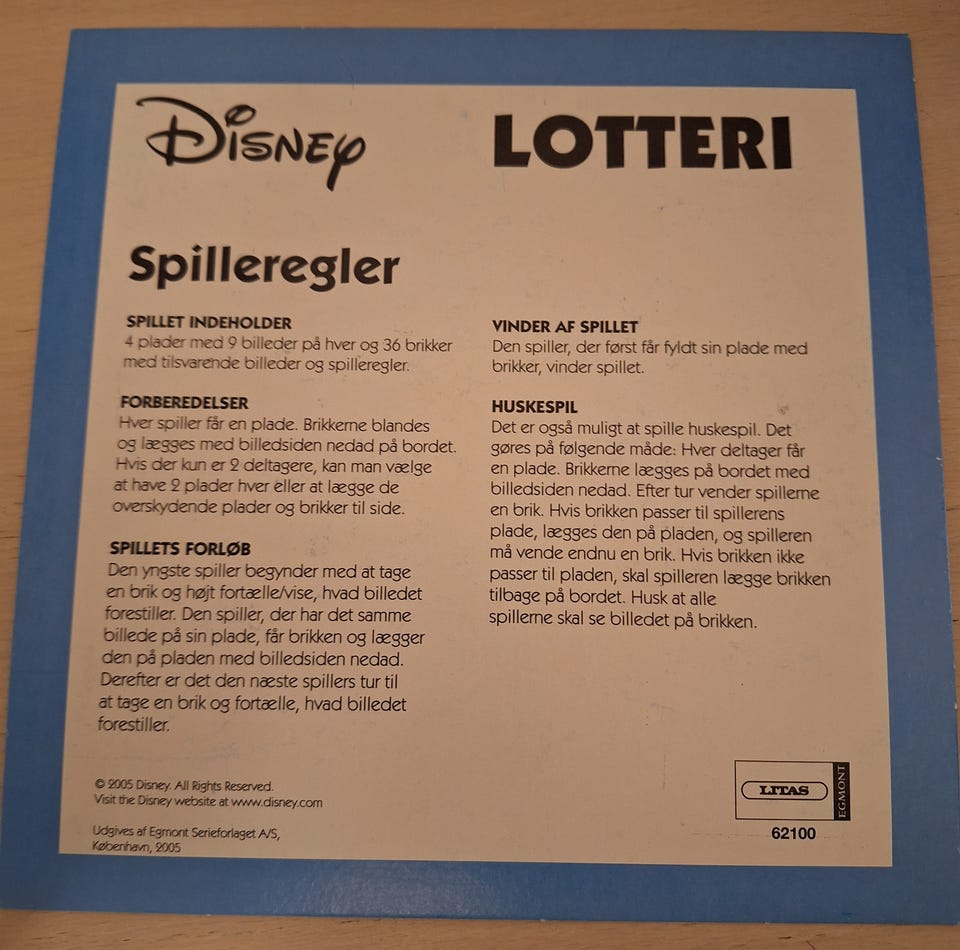 Disney
LOTTERI
Spilleregler
SPILLET INDEHOLDER
4 plader med 9 billeder på hver og 36 brikker
med tilsvarende billeder og spilleregler.
FORBEREDELSER
Hver spiller får en plade. Brikkerne blandes
og lægges med billedsiden nedad på bordet.
Hvis der kun er 2 deltagere, kan man vælge
at have 2 plader hver eller at lægge de
overskydende plader og brikker til side.
SPILLETS FORLØB
Den yngste spiller begynder med at tage
en brik og højt fortælle/vise, hvad billedet
forestiller. Den spiller, der har det samme
billede på sin plade, får brikken og lægger
den på pladen med billedsiden nedad.
Derefter er det den næste spillers tur til
at tage en brik og fortælle, hvad billedet
forestiller.
VINDER AF SPILLET
Den spiller, der først får fyldt sin plade med
brikker, vinder spillet.
HUSKESPIL
Det er også muligt at spille huskespil. Det
gøres på følgende måde: Hver deltager får
en plade. Brikkerne lægges på bordet med
billedsiden nedad. Efter tur vender spillerne
en brik. Hvis brikken passer til spillerens
plade, lægges den på pladen, og spilleren
må vende endnu en brik. Hvis brikken ikke
passer til pladen, skal spilleren lægge brikken
tilbage på bordet. Husk at alle
spillerne skal se billedet på brikken.
© 2005 Disney. All Rights Reserved.
Visit the Disney website at www.disney.com
Udgives af Egmont Serieforlaget A/S,
København, 2005
LITAS
EGMONT
62100